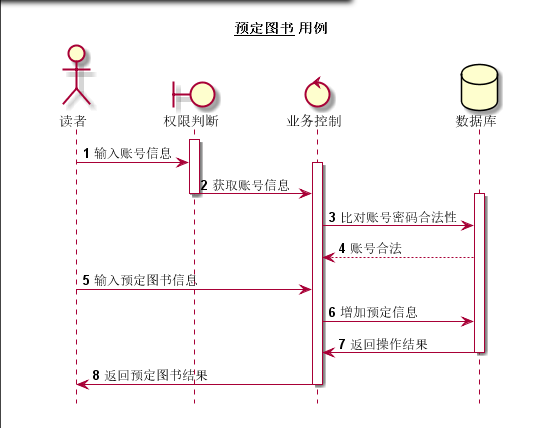 预定图书 用例
读者
权限判断
业务控制
数据库
1 输入账号信息
2 获取账号信息
3 比对账号密码合法性
4 账号合法
5 输入预定图书信息
6 增加预定信息
7 返回操作结果
8 返回预定图书结果